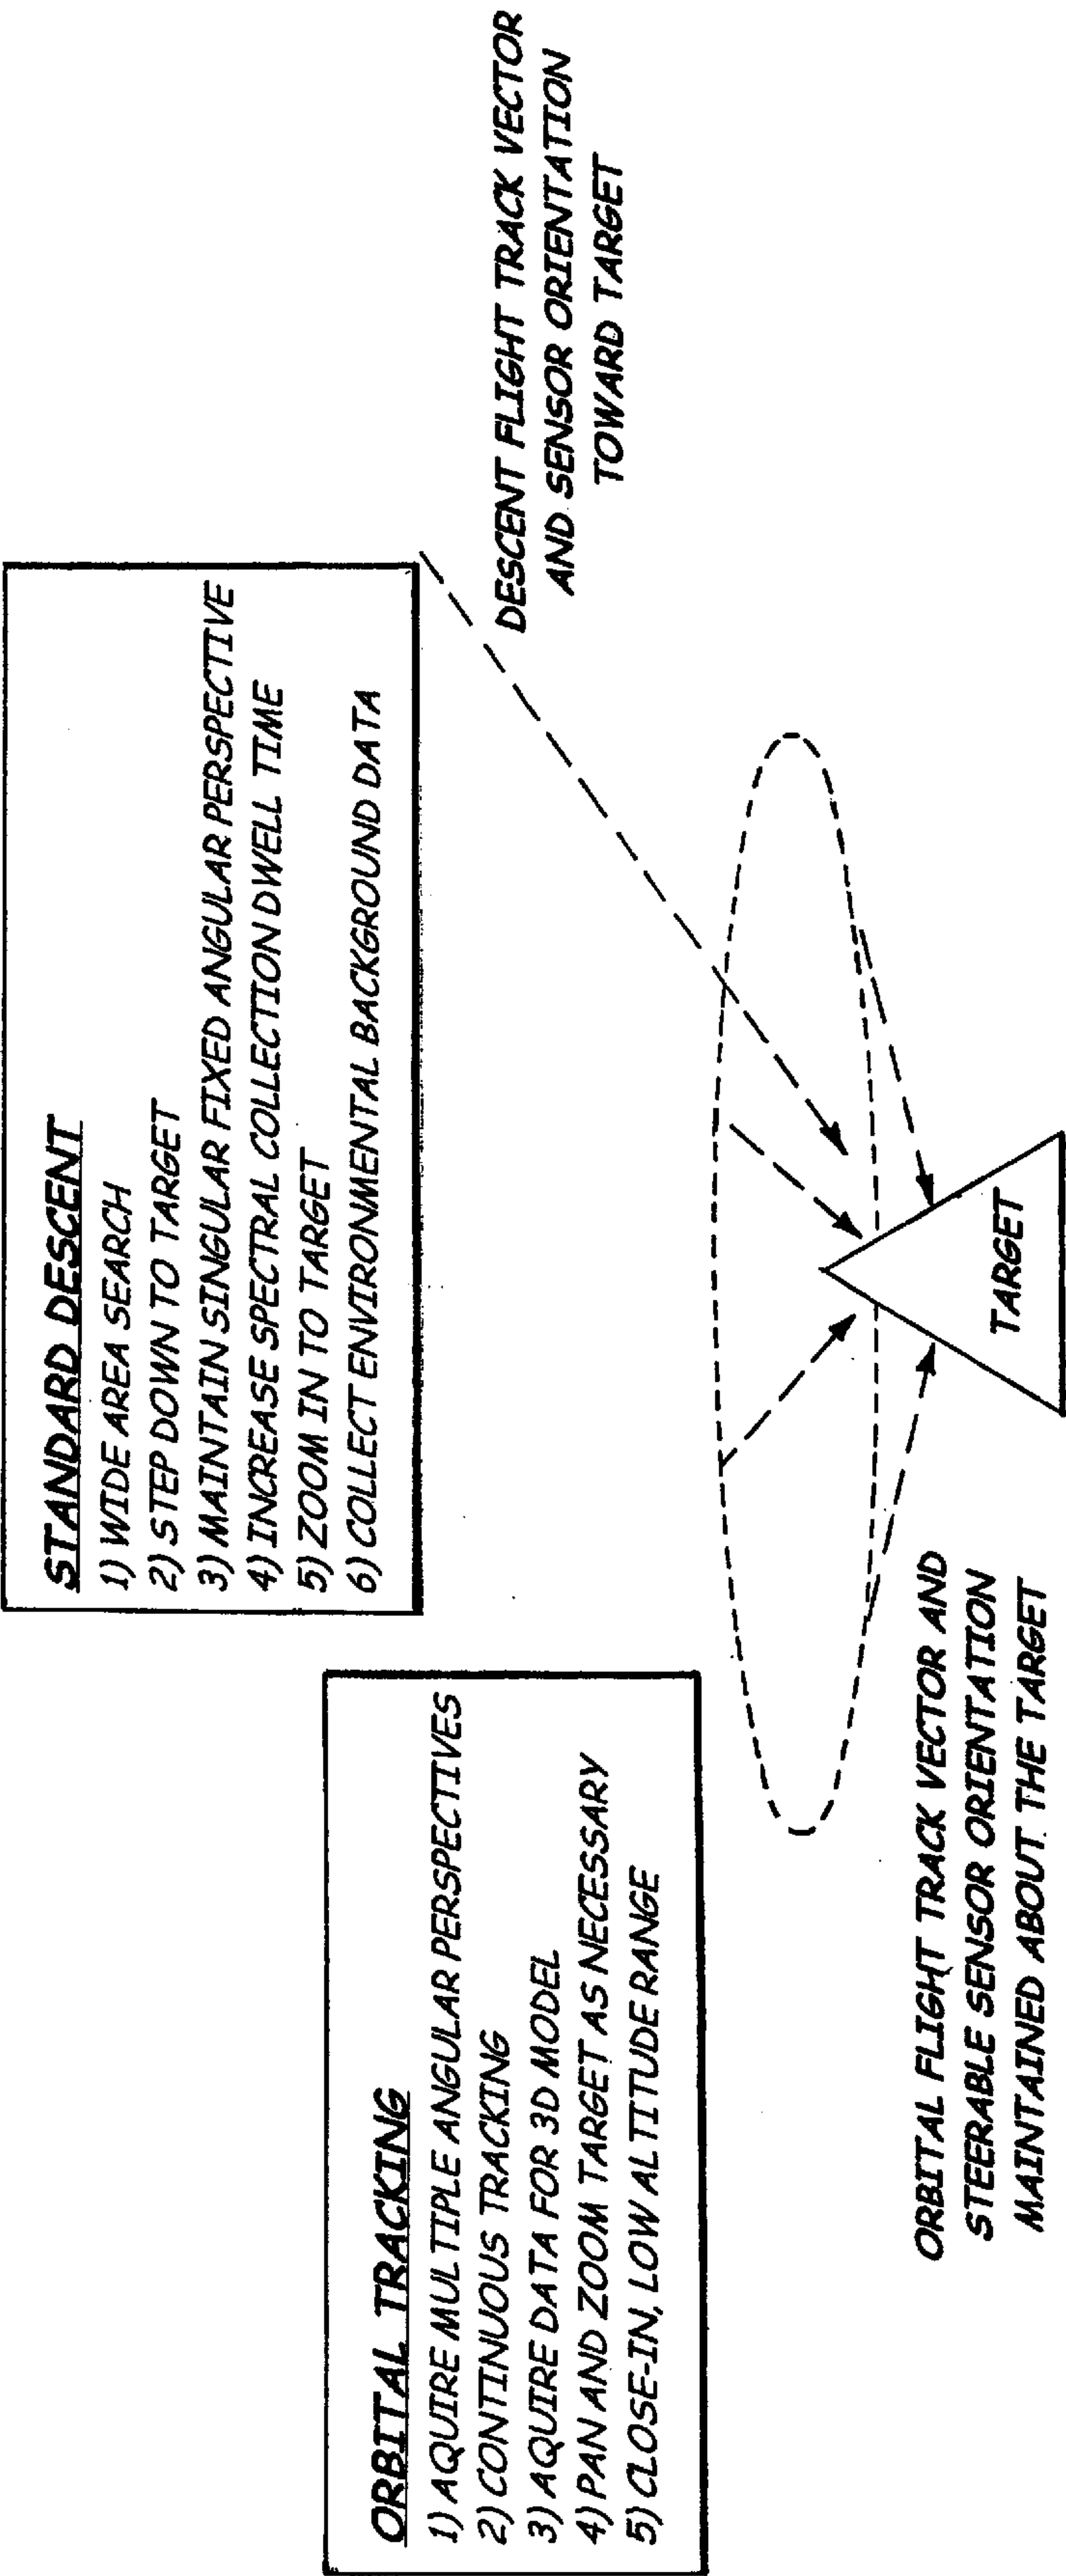 STANDARD DESCENT
1) WIDE AREA SEARCH
2) STEP DOWN TO TARGET
3) MAINTAIN SINGULAR FIXED ANGULAR PERSPECTIVE
4) INCREASE SPECTRAL COLLECTION DWELL TIME
5) ZOOM IN TO TARGET
6) COLLECT ENVIRONMENTAL BACKGROUND DATA
ORBITAL TRACKING
1) AQUIRE MULTIPLE ANGULAR PERSPECTIVES
2) CONTINUOUS TRACKING
3) AQUIRE DATA FOR 3D MODEL
4) PAN AND ZOOM TARGET AS NECESSARY
5) CLOSE-IN, LOW ALTITUDE RANGE
DESCENT FLIGHT TRACK VECTOR
AND SENSOR ORIENTATION
TOWARD TARGET
TARGET
ORBITAL FLIGHT TRACK VECTOR AND
STEERABLE SENSOR ORIENTATION
MAINTAINED ABOUT THE TARGET